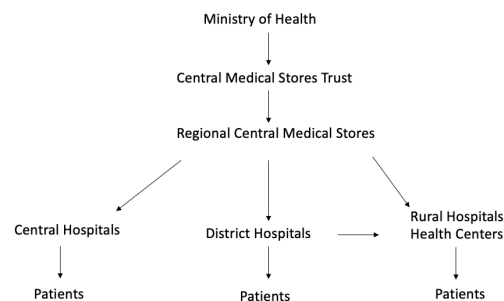 Ministry of Health
Central Medical Stores Trust
Regional Central Medical Stores
Central Hospitals
District Hospitals
Rural Hospitals
Health Centers
Patients
Patients
Patients